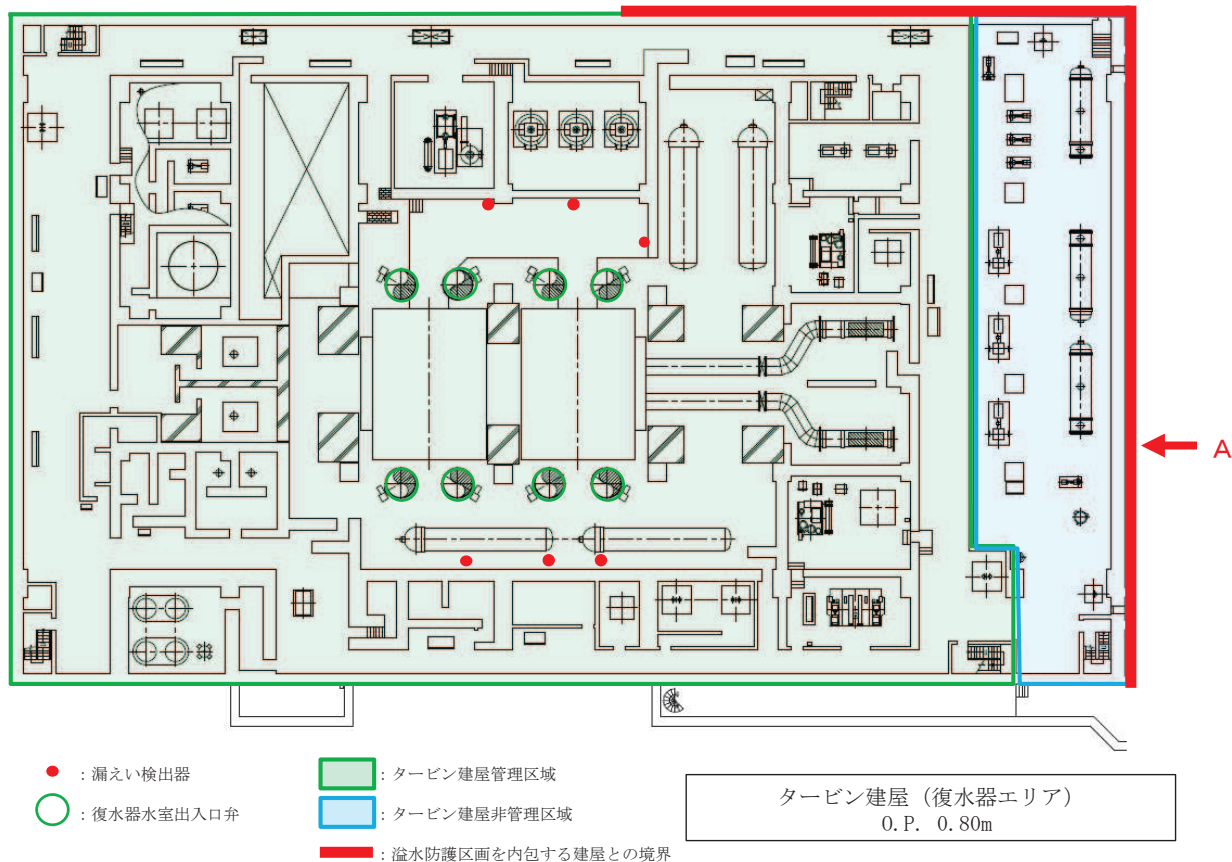 A
：漏えい検出器
：復水器水室出入口弁
：タービン建屋管理区域
：タービン建屋非管理区域
：溢水防護区画を内包する建屋との境界
タービン建屋（復水器エリア）
O.P. 0.80m